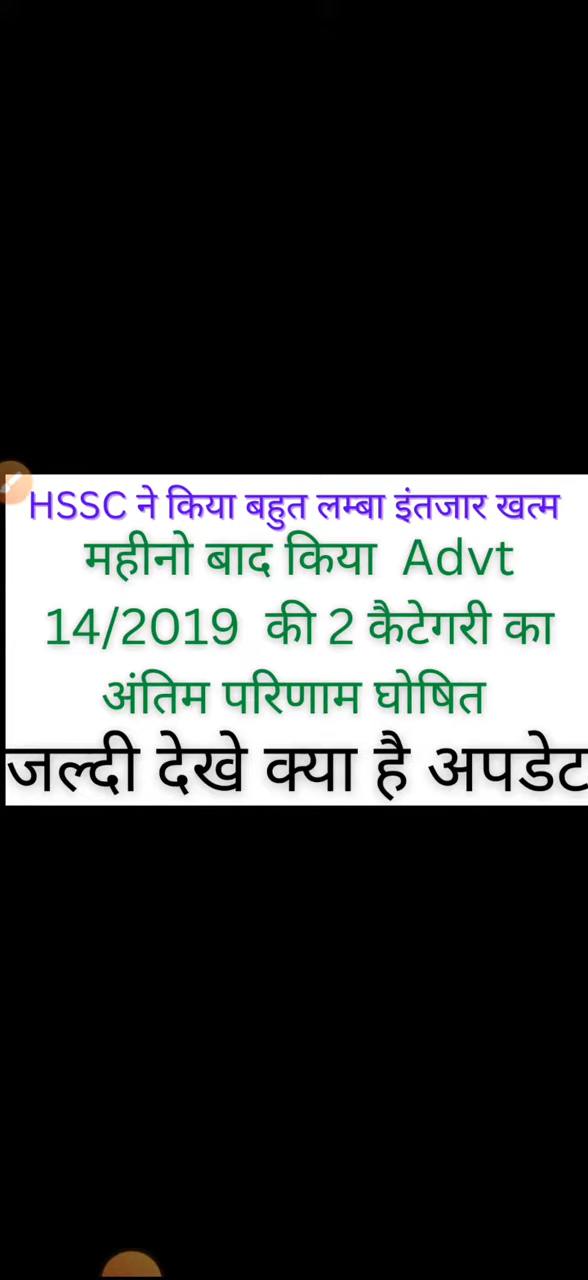 HSSC ने किया बहुत लम्बा इंतजार खत्म
महीनो बाद किया Advt
14/2019 की 2 कैटेगरी का
अंतिम परिणाम घोषित
जल्दी देखे क्या है अपडेट